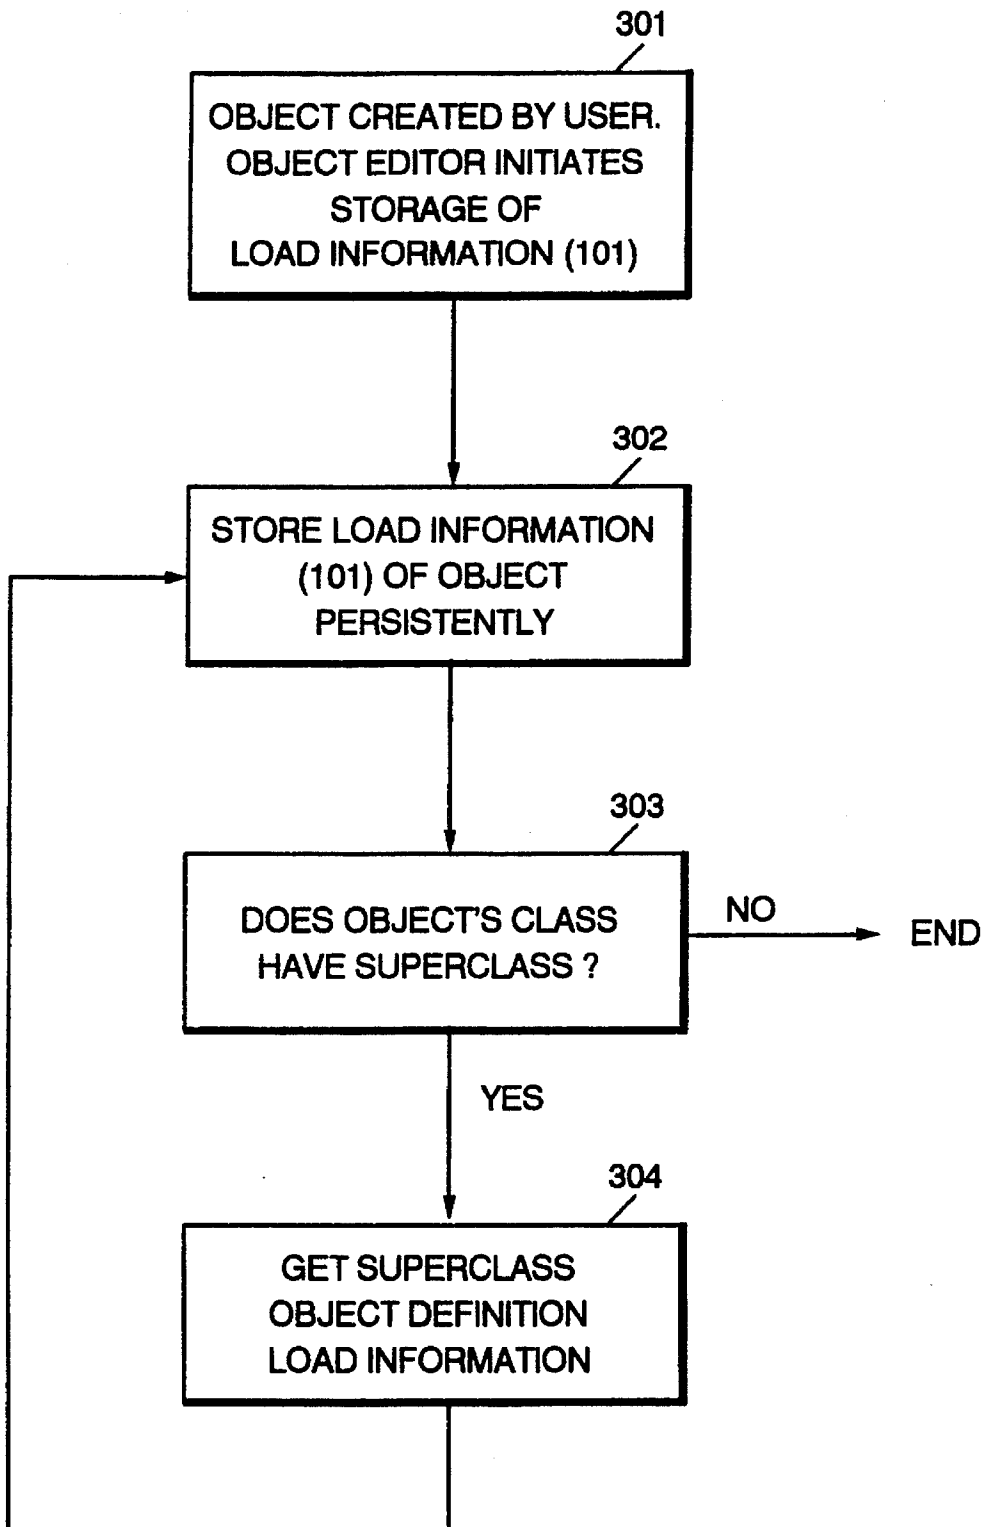 301
OBJECT CREATED BY USER.
OBJECT EDITOR INITIATES
STORAGE OF
LOAD INFORMATION (101)
302
STORE LOAD INFORMATION
(101) OF OBJECT
PERSISTENTLY
303
DOES OBJECT'S CLASS
HAVE SUPERCLASS ?
NO
END
YES
304
GET SUPERCLASS
OBJECT DEFINITION
LOAD INFORMATION